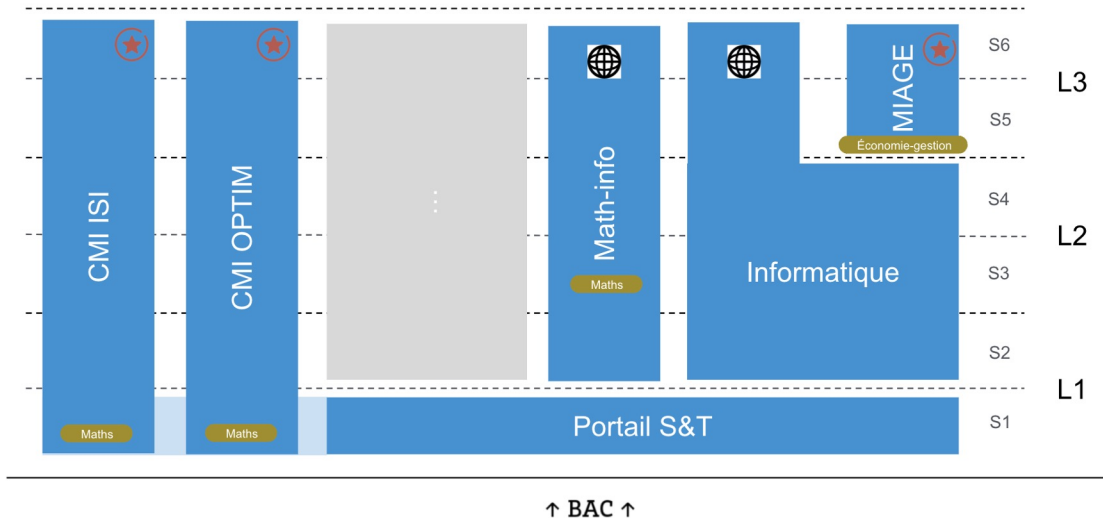 S6
L3
MIAGE
S5
Économie-gestion
CMI ISI
CMI OPTIM
...
Math-info
S4
L2
Informatique
S3
Maths
S2
L1
Portail S&T
S1
Maths
Maths
↑ BAC ↑